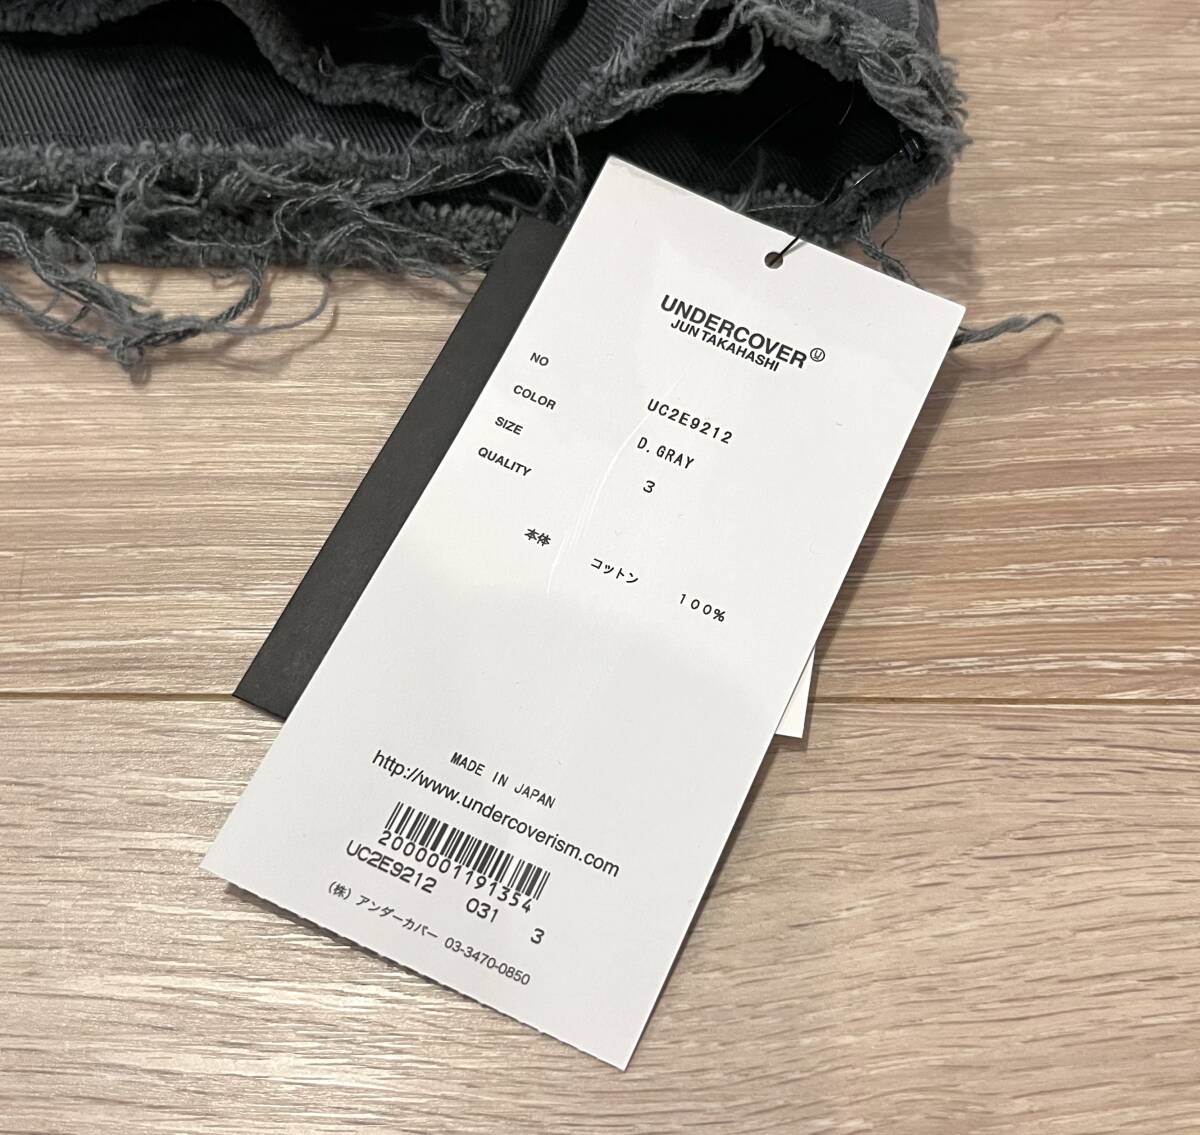 UNDERCOVER Ⓤ
JUN TAKAHASHI
NO UC2E9212
COLOR D.GRAY
SIZE 3
QUALITY
本体 コットン 100%
MADE IN JAPAN
http://www.undercoverism.com
2000001191354
UC2E9212 031 3
(株) アンダーカバー 03-3470-0850